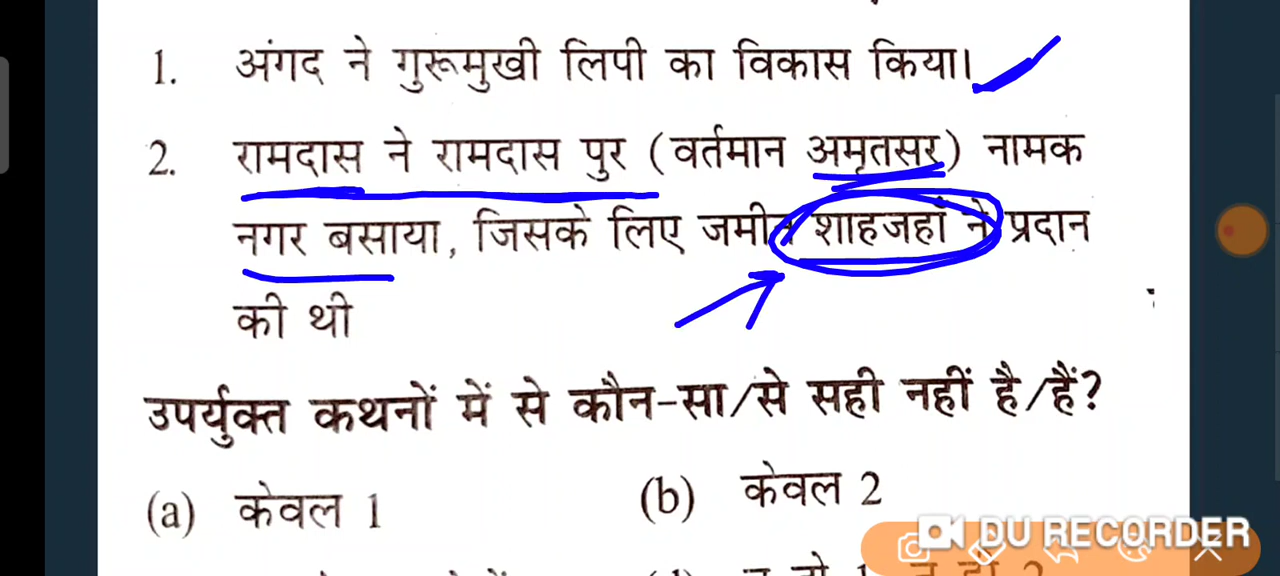 1. अंगद ने गुरूमुखी लिपी का विकास किया।
2. रामदास ने रामदास पुर (वर्तमान अमृतसर) नामक
नगर बसाया, जिसके लिए जमीन शाहजहाँ ने प्रदान
की थी
उपर्युक्त कथनों में से कौन-सा/से सही नहीं है/हैं?
(a) केवल 1 (b) केवल 2
DU RECORDER